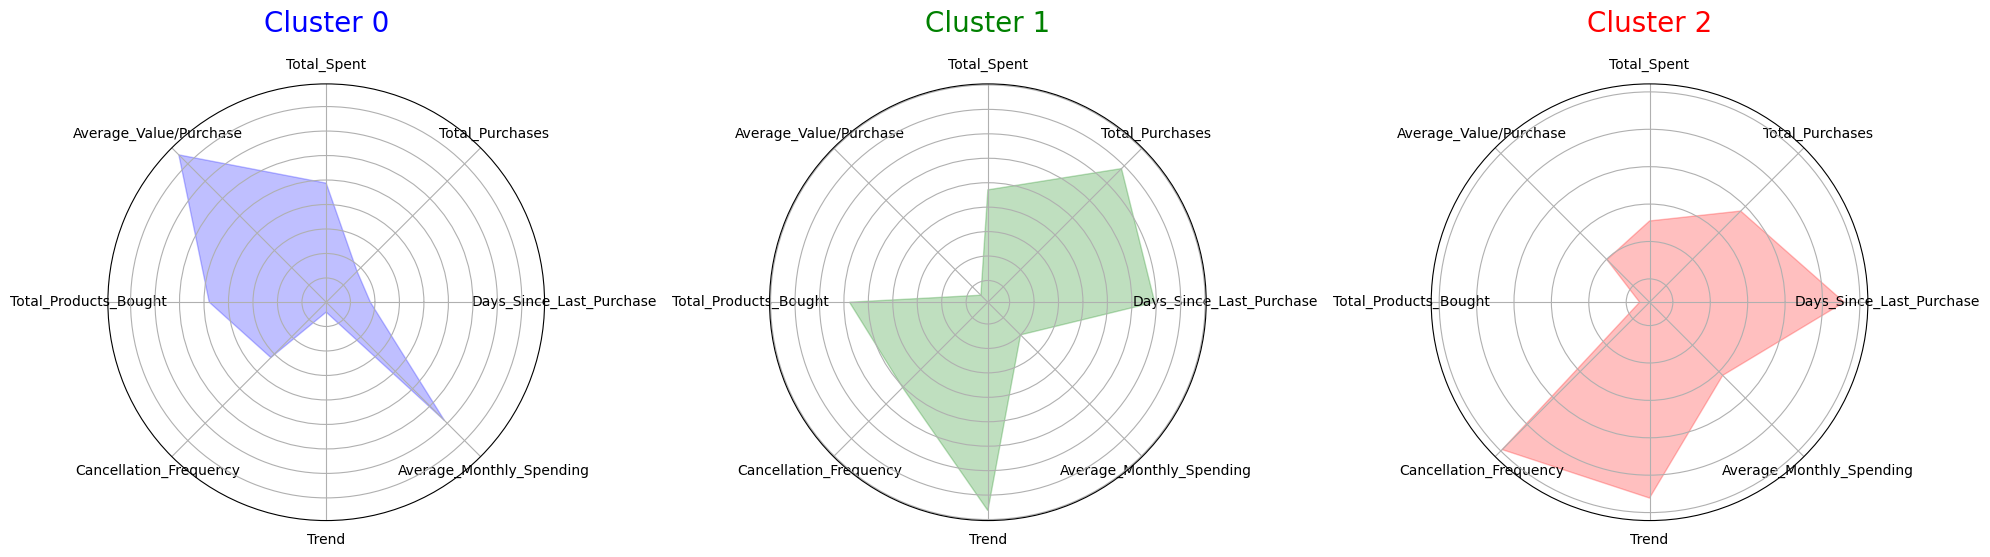 Cluster 0
Total_Spent
Average_Value/Purchase
Total_Purchases
Total_Products_Bought
Days_Since_Last_Purchase
Cancellation_Frequency
Average_Monthly_Spending
Trend
Cluster 1
Total_Spent
Average_Value/Purchase
Total_Purchases
Total_Products_Bought
Days_Since_Last_Purchase
Cancellation_Frequency
Average_Monthly_Spending
Trend
Cluster 2
Total_Spent
Average_Value/Purchase
Total_Purchases
Total_Products_Bought
Days_Since_Last_Purchase
Cancellation_Frequency
Average_Monthly_Spending
Trend